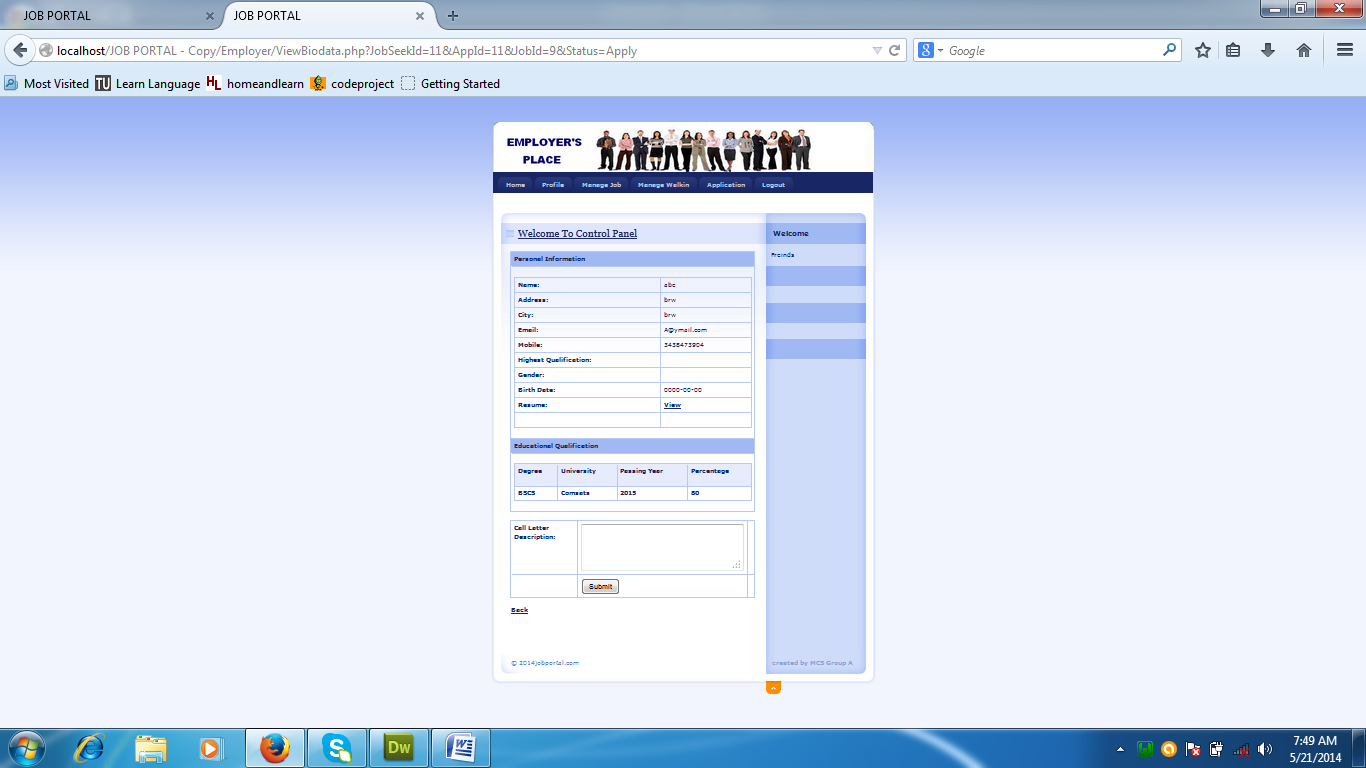 JOB PORTAL
JOB PORTAL
localhost/JOB PORTAL - Copy/Employer/ViewBiodata.php?JobSeekId=11&AppId=11&JobId=9&Status=Apply
Google
Most Visited
TU
Learn Language
HL
homeandlearn
codeproject
Getting Started
EMPLOYER'S
PLACE
Home
Profile
Manage Job
Manage Walkin
Application
Logout
Welcome To Control Panel
Welcome
Personal Information
Name: abc
Address: brw
City: brw
Email: A@ymail.com
Mobile: 3438473904
Highest Qualification:
Gender:
Birth Date: 0000-00-00
Resume: View
Educational Qualification
Degree University Passing Year Percentage
BSCS Comsats 2015 80
Call Letter
Description:
Submit
Back
© 2014jobportal.com
created by MCS Group A
Dw
7:49 AM
5/21/2014